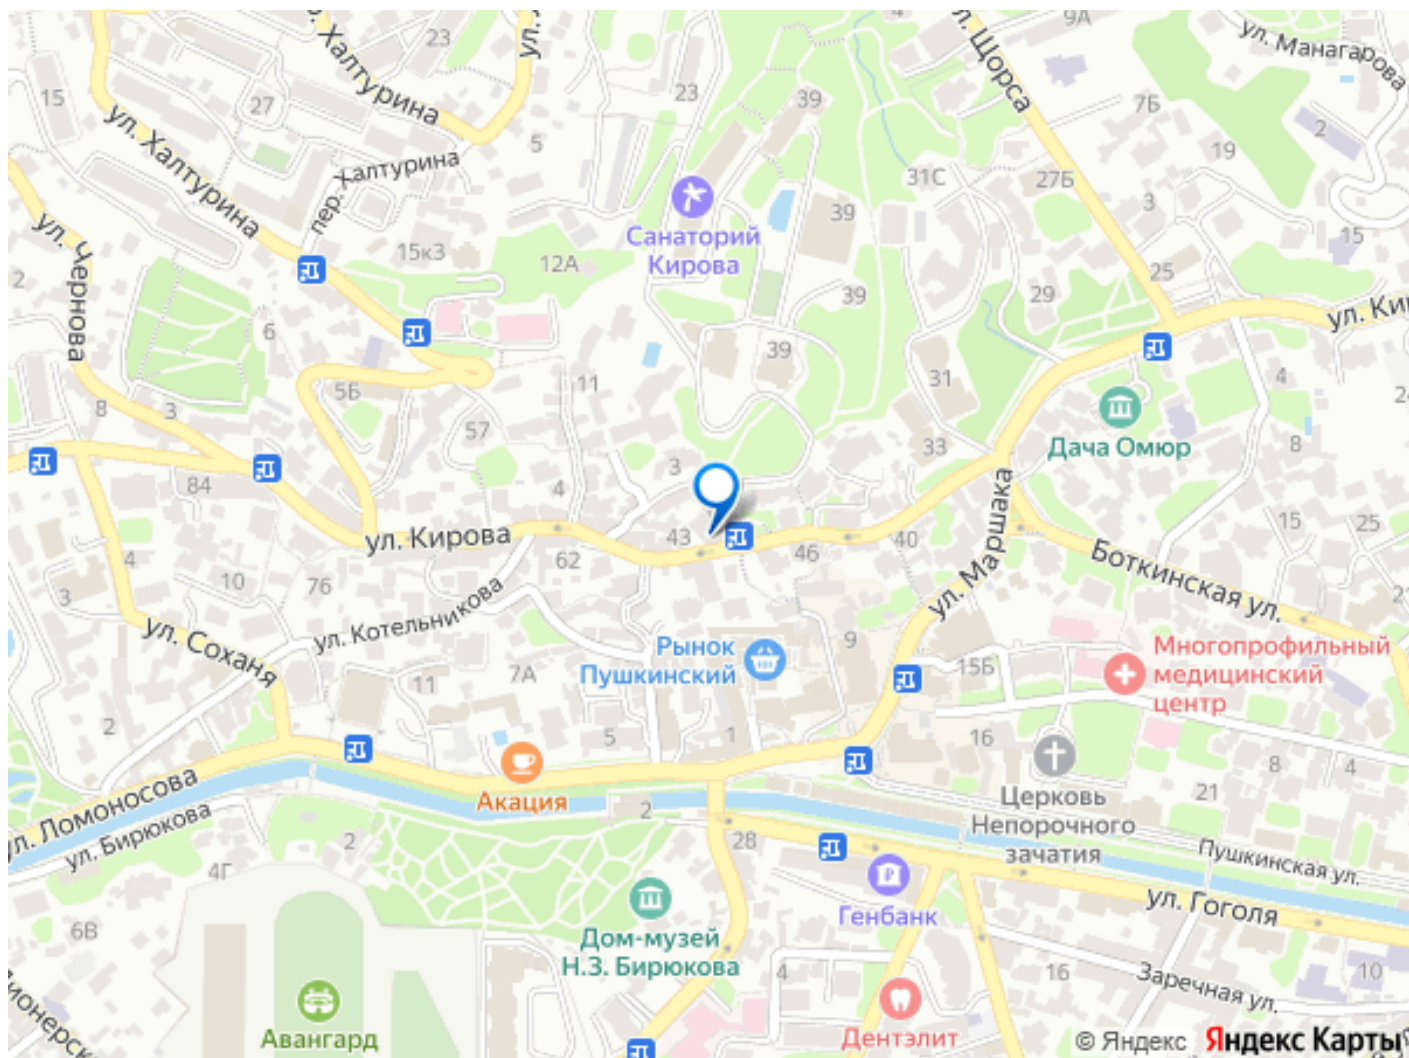 9А
ул. Щорса
ул. Манагарова
4
ул. Халтурина
23
ул.
15
27
ул. Халтурина
23
39
7Б
2
5
пер. Халтурина
19
31С
27Б
39
3
Санаторий
Кирова
15
ул. Чернова
2
15к3
12А
25
29
39
ул. Ки
6
39
11
5Б
31
4
24
8
3
57
33
Дача Омюр
8
3
84
4
ул. Кирова
43
62
46
40
ул. Маршака
15
25
Боткинская ул.
4
10
76
3
ул. Котельникова
ул. Соханя
9
Рынок
Пушкинский
15Б
Многопрофильный
медицинский
центр
7А
11
2
5
1
16
8
4
21
Акация
2
Церковь
Непорочного
зачатия
ул. Ломоносова
ул. Бирюкова
2
28
4Г
Пушкинская ул.
Генбанк
ул. Гоголя
6В
Дом-музей
Н.З. Бирюкова
4
16
Заречная ул.
10
Авангард
Дентэлит
© Яндекс Яндекс Карты